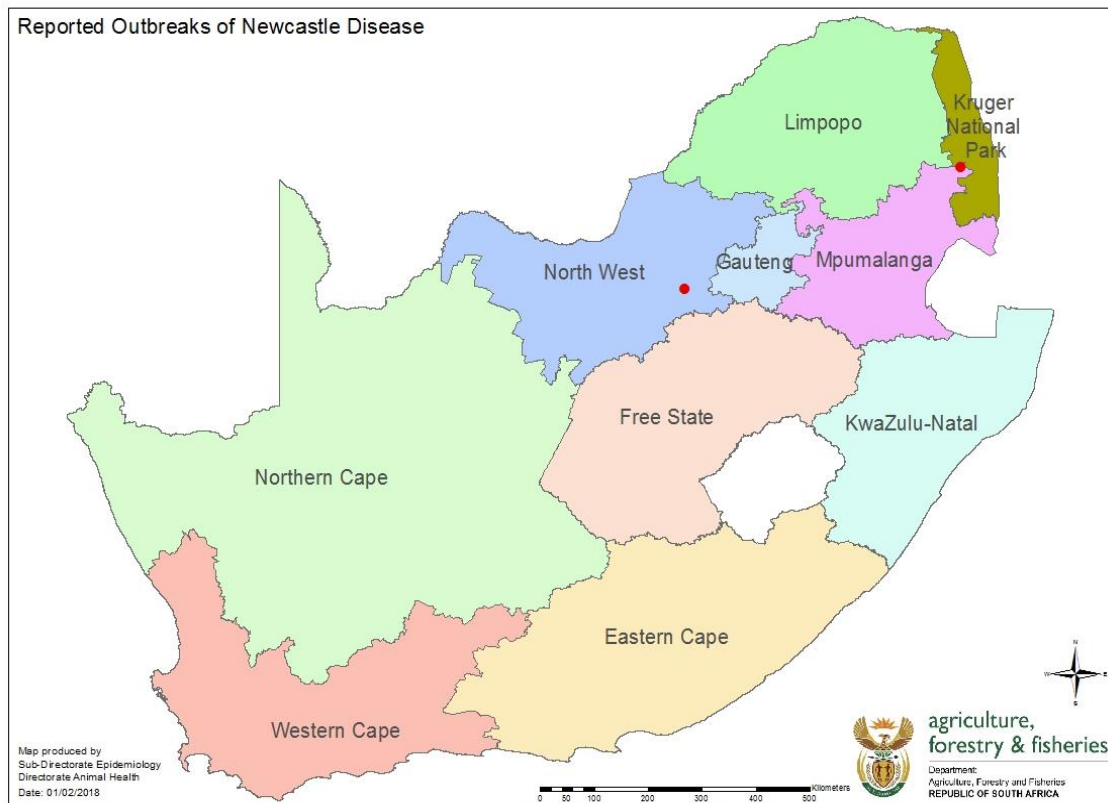 Reported Outbreaks of Newcastle Disease
Limpopo
Kruger
National
Park
North West
Gauteng
Mpumalanga
Free State
KwaZulu-Natal
Northern Cape
Eastern Cape
Western Cape
N
W
E
S
Map produced by
Sub-Directorate Epidemiology
Directorate Animal Health
Date: 01/02/2018
Kilometers
0 50 100 200 300 400 500
agriculture,
forestry & fisheries
Department:
Agriculture, Forestry and Fisheries
REPUBLIC OF SOUTH AFRICA